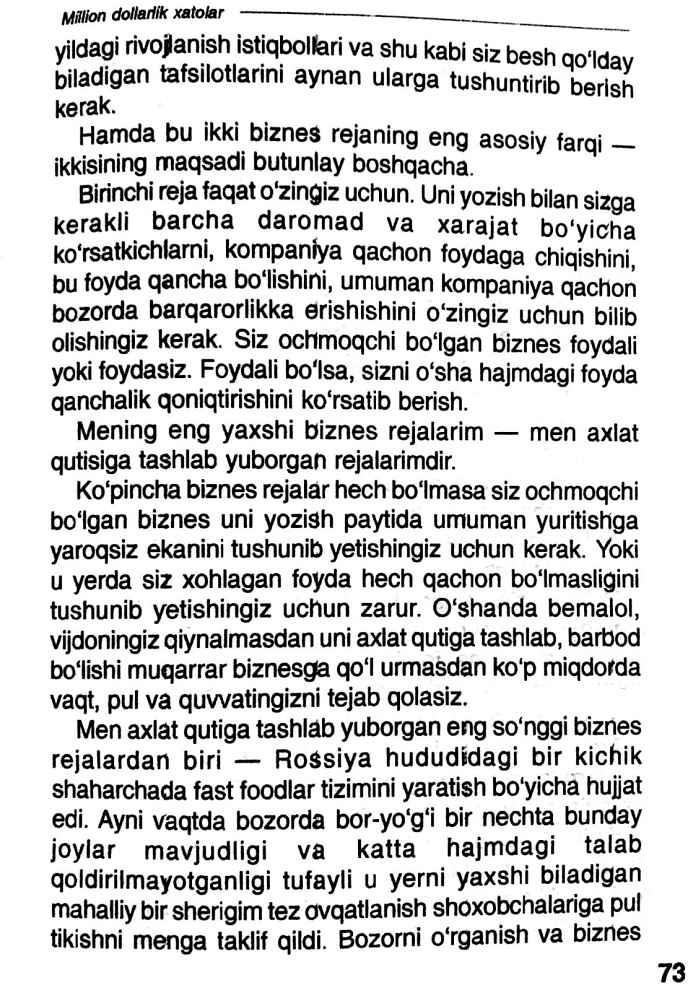 Million dollarlik xatolar
yildagi rivojlanish istiqbollari va shu kabi siz besh qo‘lday
biladigan tafsilotlarini aynan ularga tushuntirib berish
kerak.
Hamda bu ikki biznes rejaning eng asosiy farqi —
ikkisining maqsadi butunlay boshqacha.
Birinchi reja faqat o‘zingiz uchun. Uni yozish bilan sizga
kerakli barcha daromad va xarajat bo‘yicha
ko‘rsatkichlarni, kompaniya qachon foydaga chiqishini,
bu foyda qancha bo‘lishini, umuman kompaniya qachon
bozorda barqarorlikka erishishini o‘zingiz uchun bilib
olishingiz kerak. Siz ochmoqchi bo‘lgan biznes foydali
yoki foydasiz. Foydali bo‘lsa, sizni o‘sha hajmdagi foyda
qanchalik qoniqtirishini ko‘rsatib berish.
Mening eng yaxshi biznes rejalarim — men axlat
qutisiga tashlab yuborgan rejalarimdir.
Ko‘pincha biznes rejalar hech bo‘lmasa siz ochmoqchi
bo‘lgan biznes uni yozish paytida umuman yuritishga
yaroqsiz ekanini tushunib yetishingiz uchun kerak. Yoki
u yerda siz xohlagan foyda hech qachon bo‘lmasligini
tushunib yetishingiz uchun zarur. O‘shanda bemalol,
vijdoningiz qiynalmasdan uni axlat qutiga tashlab, barbod
bo‘lishi muqarrar biznesga qo‘l urmasdan ko‘p miqdorda
vaqt, pul va quvvatingizni tejab qolasiz.
Men axlat qutiga tashlab yuborgan eng so‘nggi biznes
rejalardan biri — Rossiya hududidagi bir kichik
shaharchada fast foodlar tizimini yaratish bo‘yicha hujjat
edi. Ayni vaqtda bozorda bor-yo‘g‘i bir nechta bunday
joylar mavjudligi va katta hajmdagi talab
qoldirilmayotganligi tufayli u yerni yaxshi biladigan
mahalliy bir sherigim tez ovqatlanish shoxobchalariga pul
tikishni menga taklif qildi. Bozorni o‘rganish va biznes
73